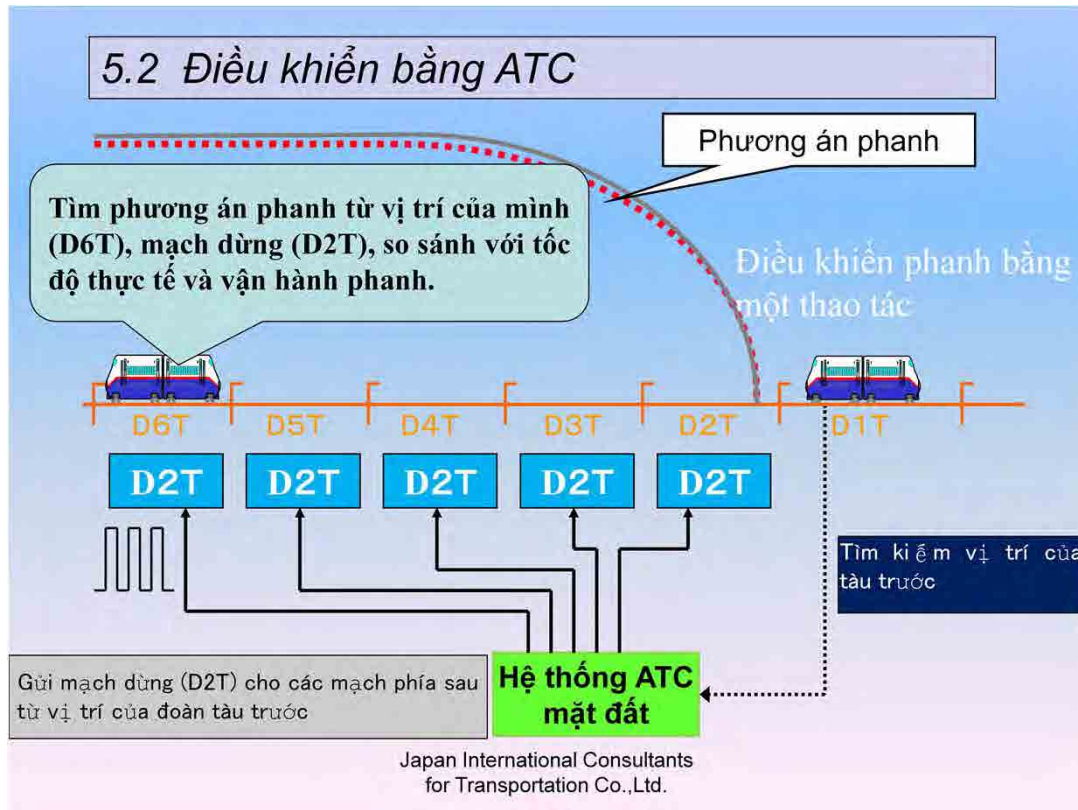 5.2 Điều khiển bằng ATC
Phương án phanh
Tìm phương án phanh từ vị trí của mình
(D6T), mạch dừng (D2T), so sánh với tốc
độ thực tế và vận hành phanh.
Điều khiển phanh bằng
một thao tác
D6T D5T D4T D3T D2T D1T
D2T D2T D2T D2T D2T
Tìm kiếm vị trí của
tàu trước
Gửi mạch dừng (D2T) cho các mạch phía sau
từ vị trí của đoàn tàu trước
Hệ thống ATC
mặt đất
Japan International Consultants
for Transportation Co.,Ltd.